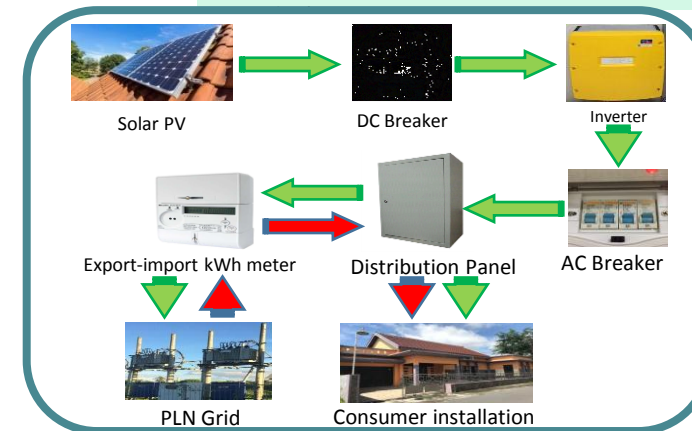 Solar PV
DC Breaker
Inverter
Export-import kWh meter
Distribution Panel
AC Breaker
PLN Grid
Consumer installation